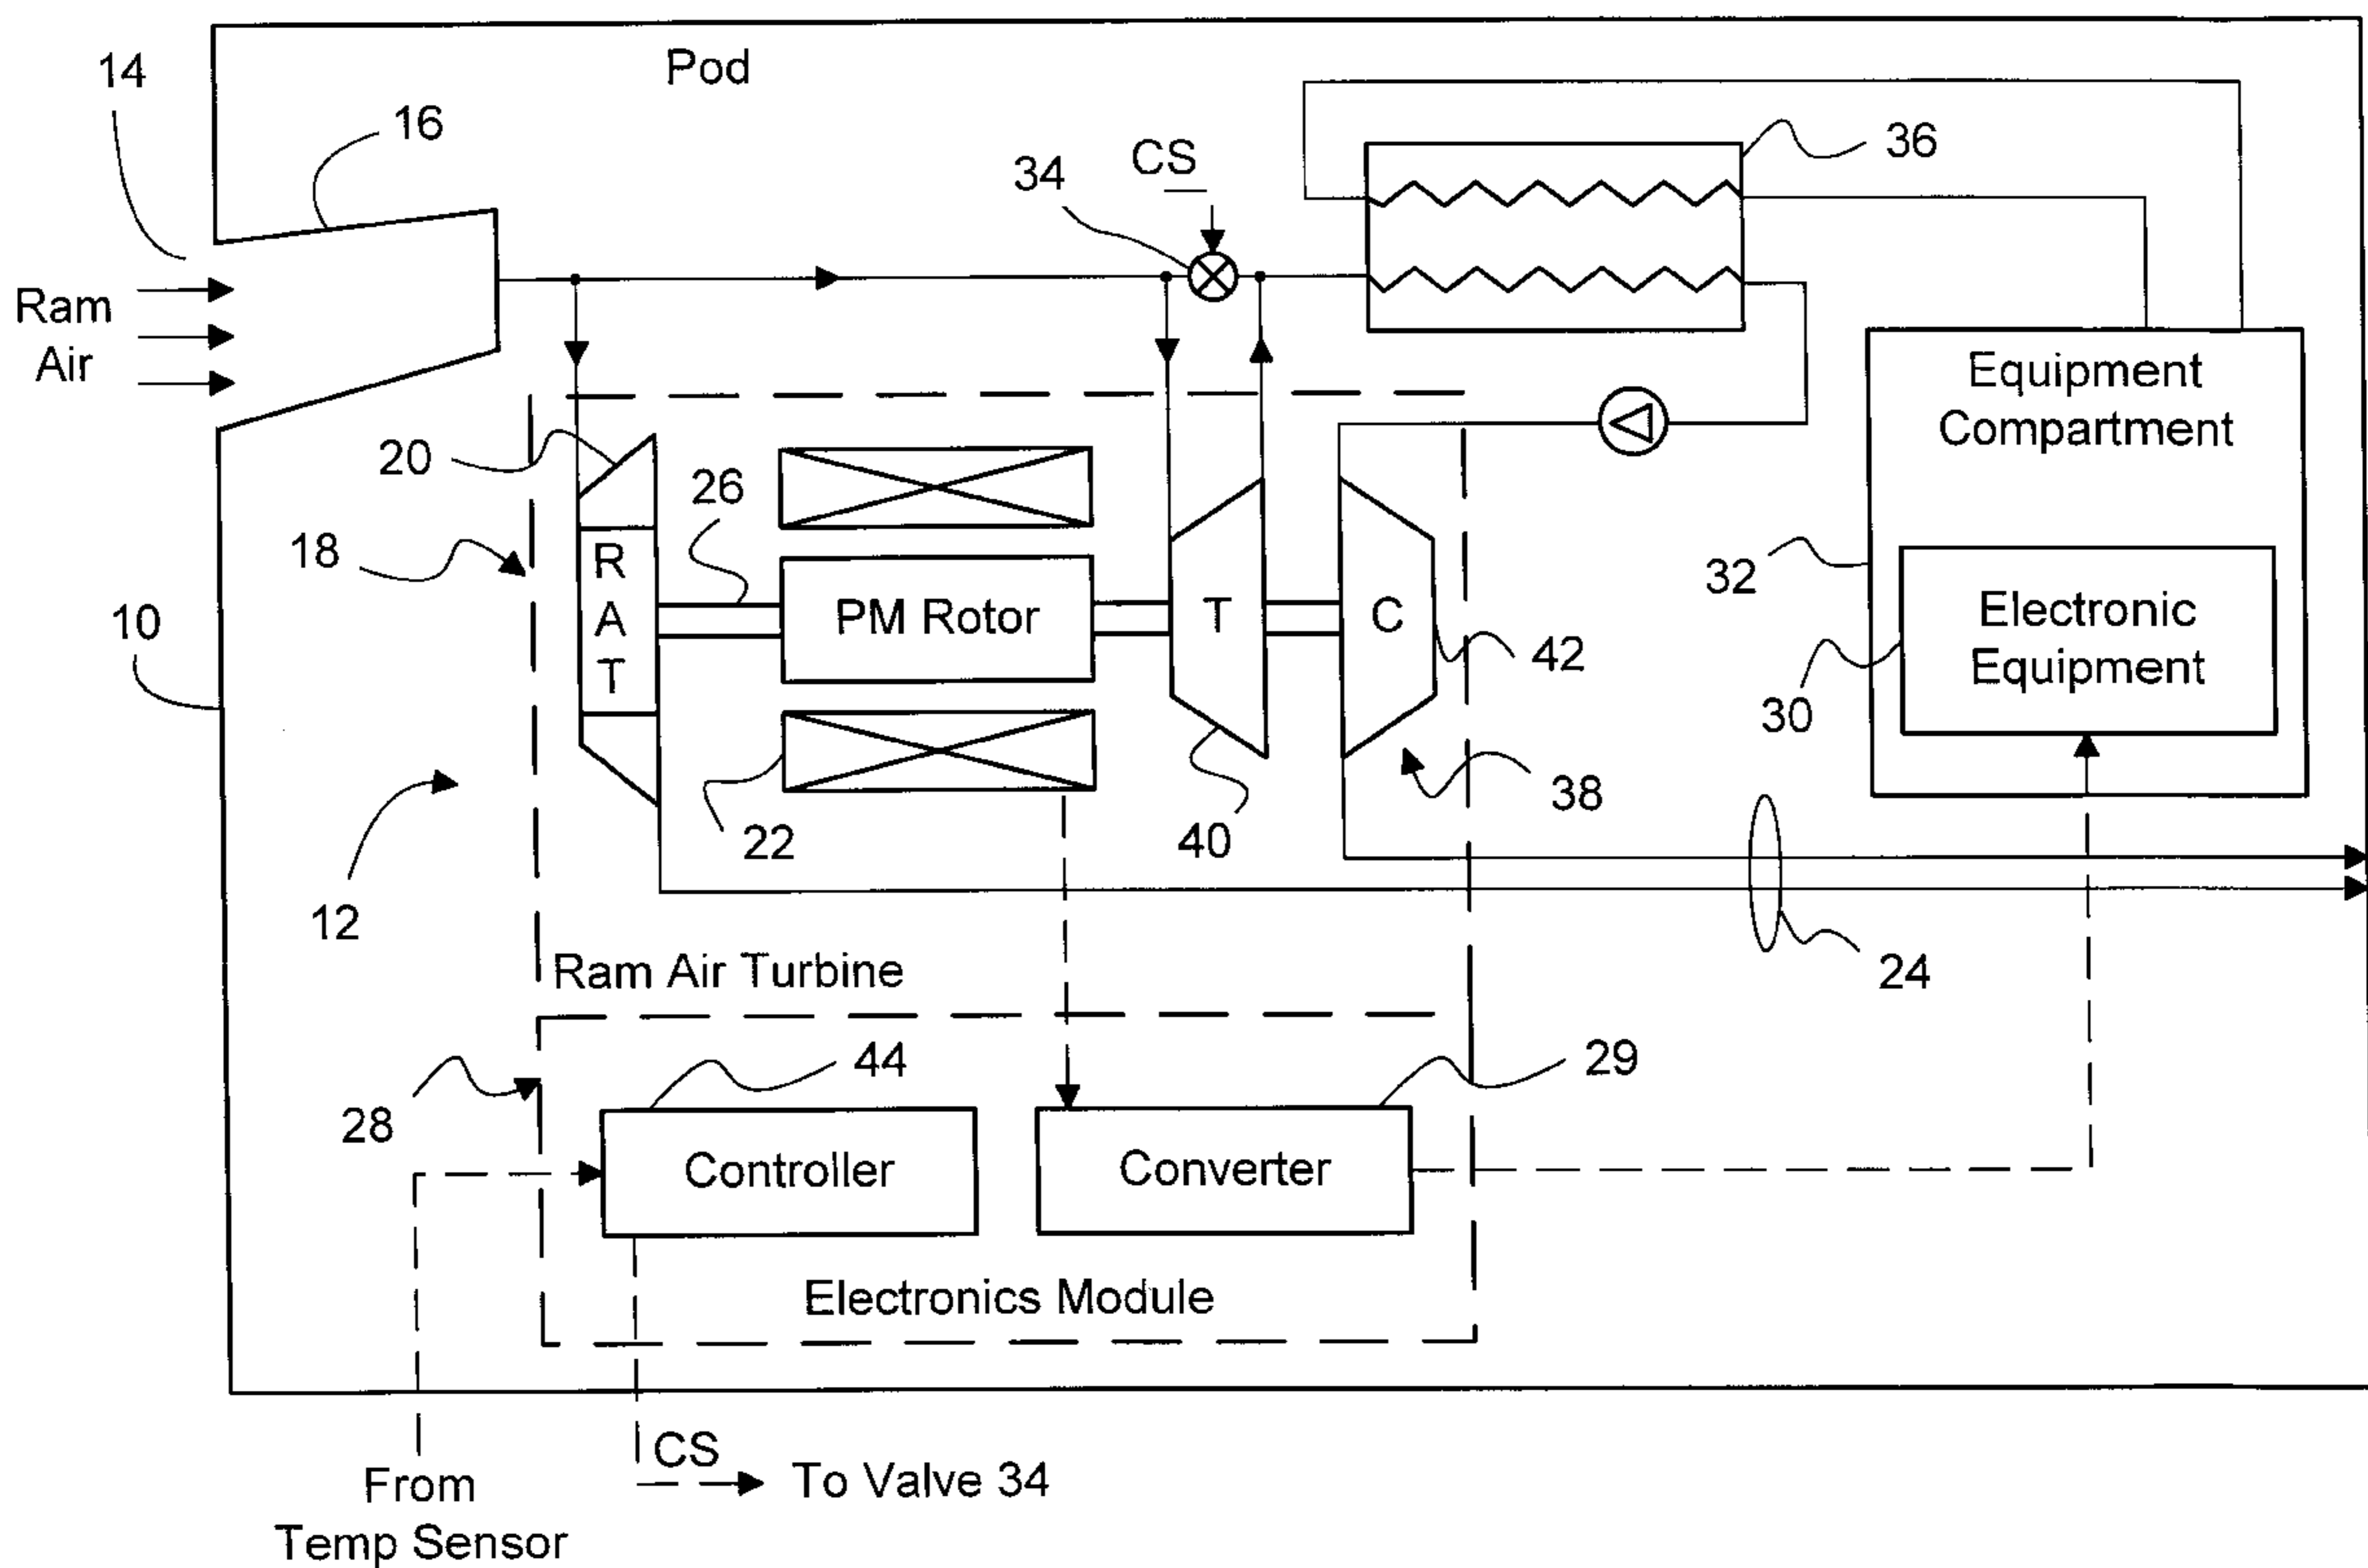 Pod
14
16
36
CS
34
Ram
Air
Equipment
Compartment
20
26
18
R
A
T
PM Rotor
T
C
32
Electronic
Equipment
10
42
30
38
22
40
12
24
Ram Air Turbine
44
29
28
Controller
Converter
Electronics Module
CS
From
Temp Sensor
To Valve 34